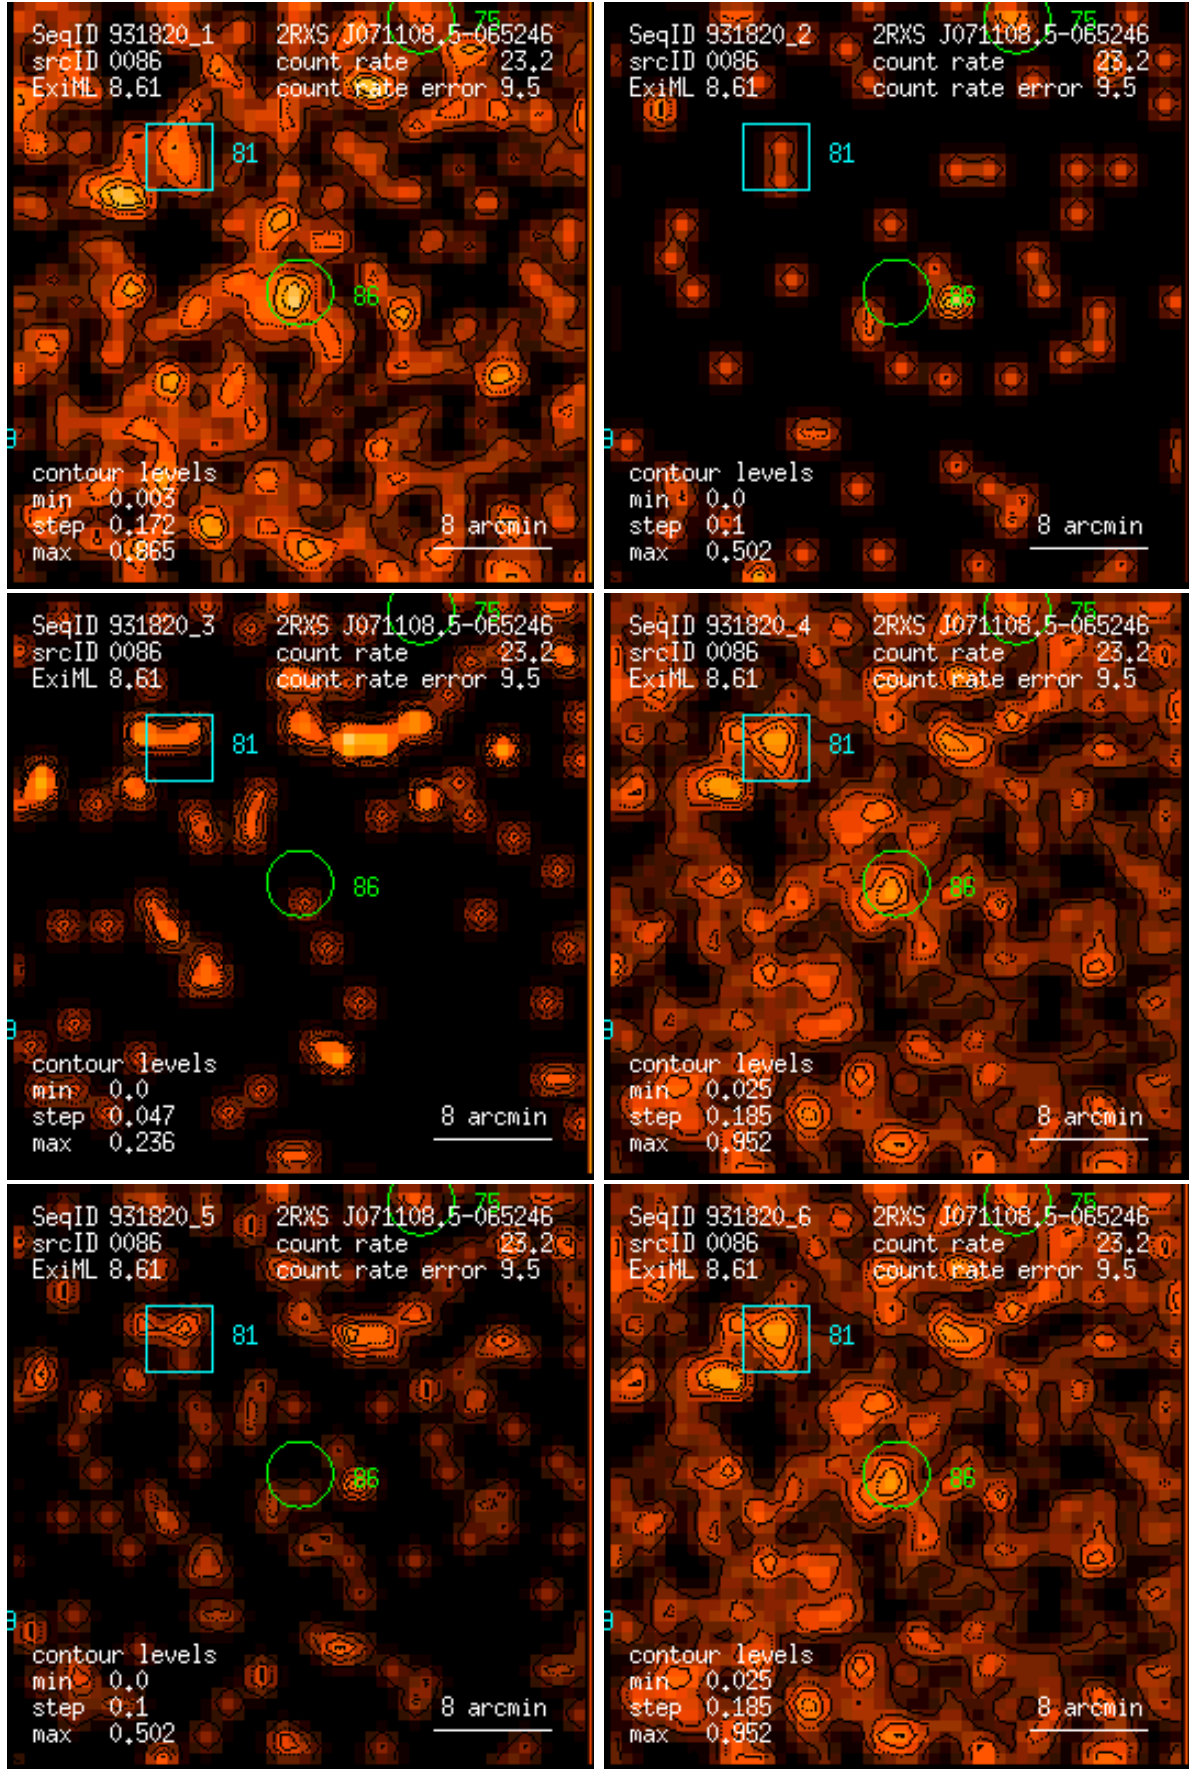 75
SeqID 931820_1 2RXS J071108.5-065246
srcID 0086 count rate 23.2
ExiML 8.61 count rate error 9.5
81
86
contour levels
min 0.003
step 0.172 8 arcmin
max 0.865
75
SeqID 931820_2 2RXS J071108.5-065246
srcID 0086 count rate 23.2
ExiML 8.61 count rate error 9.5
81
86
contour levels
min 0.0
step 0.1 8 arcmin
max 0.502
75
SeqID 931820_3 2RXS J071108.5-065246
srcID 0086 count rate 23.2
ExiML 8.61 count rate error 9.5
81
86
contour levels
min 0.0
step 0.047 8 arcmin
max 0.236
75
SeqID 931820_4 2RXS J071108.5-065246
srcID 0086 count rate 23.2
ExiML 8.61 count rate error 9.5
81
86
contour levels
min 0.025
step 0.185 8 arcmin
max 0.952
75
SeqID 931820_5 2RXS J071108.5-065246
srcID 0086 count rate 23.2
ExiML 8.61 count rate error 9.5
81
86
contour levels
min 0.0
step 0.1 8 arcmin
max 0.502
75
SeqID 931820_6 2RXS J071108.5-065246
srcID 0086 count rate 23.2
ExiML 8.61 count rate error 9.5
81
86
contour levels
min 0.025
step 0.185 8 arcmin
max 0.952